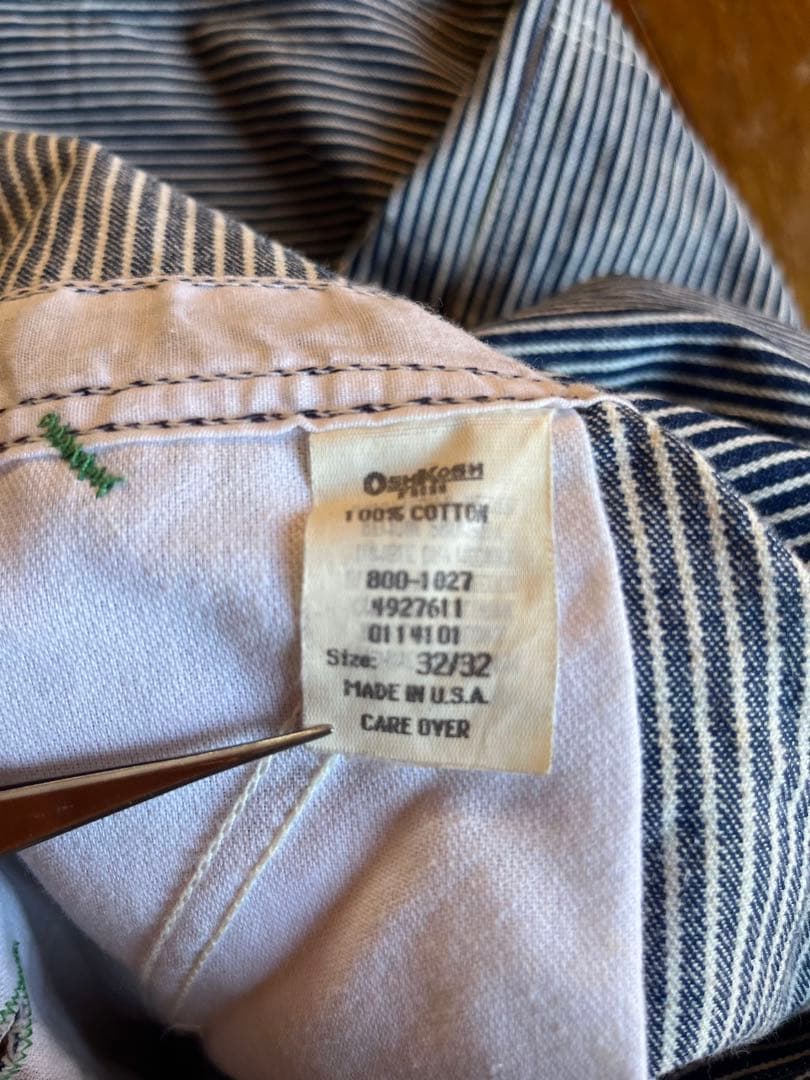 OSHKOSH
100% COTTON
800-1027
4927611
0114101
Size: 32/32
MADE IN U.S.A.
CARE OVER